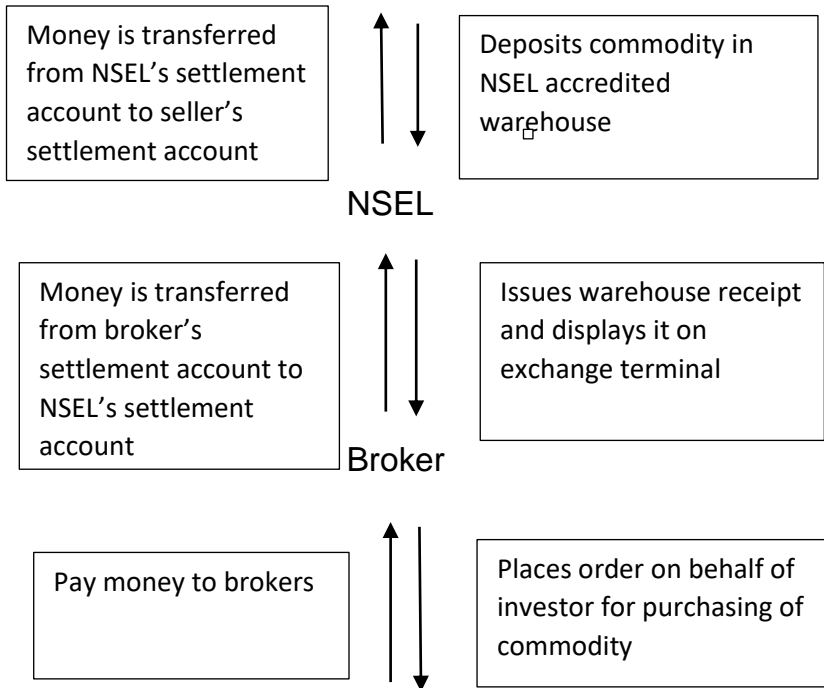 Money is transferred
from NSEL’s settlement
account to seller’s
settlement account
Deposits commodity in
NSEL accredited
warehouse
NSEL
Money is transferred
from broker’s
settlement account to
NSEL’s settlement
account
Issues warehouse receipt
and displays it on
exchange terminal
Broker
Pay money to brokers
Places order on behalf of
investor for purchasing of
commodity